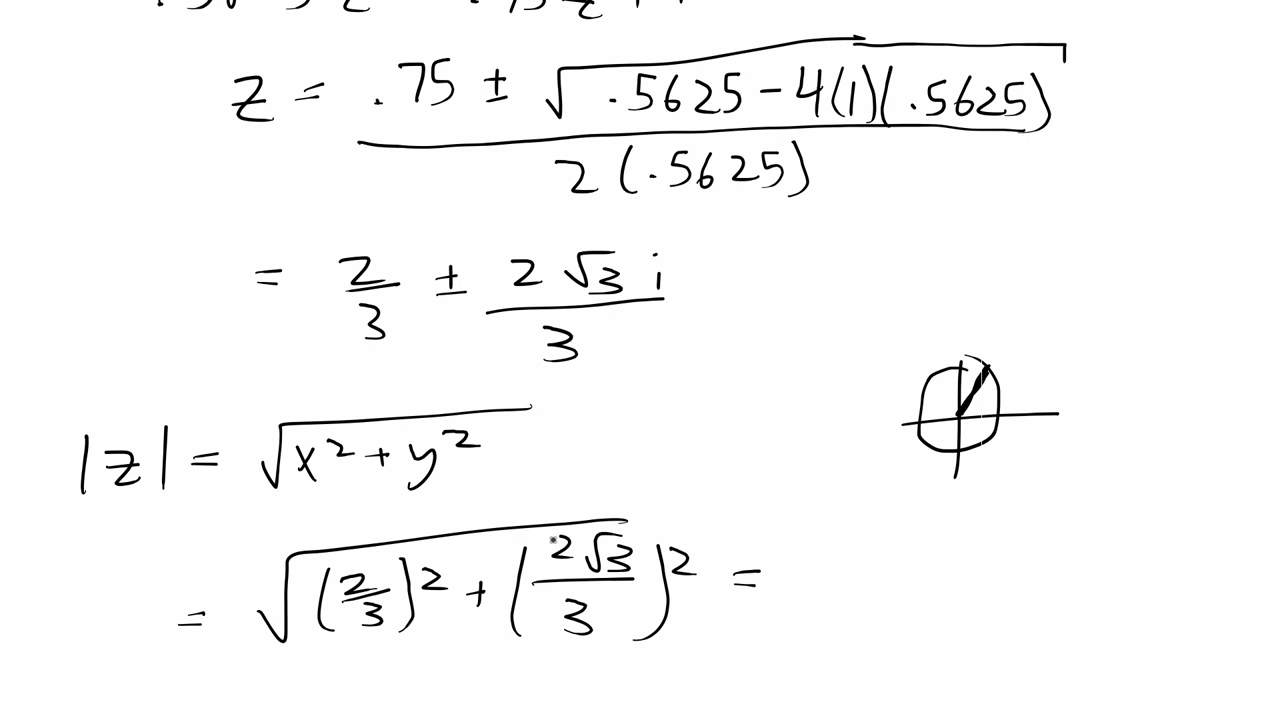 z = .75 ± √.5625 - 4(1)(.5625) / 2(.5625)
= 2/3 ± 2√3 i / 3
|z| = √x² + y²
= √(2/3)² + (2√3/3)² =